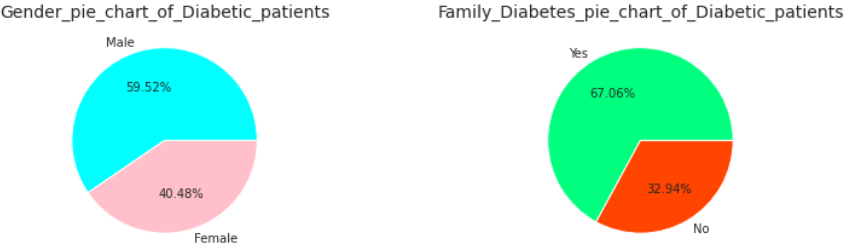 Gender_pie_chart_of_Diabetic_patients
Male
59.52%
40.48%
Female
Family_Diabetes_pie_chart_of_Diabetic_patients
Yes
67.06%
32.94%
No